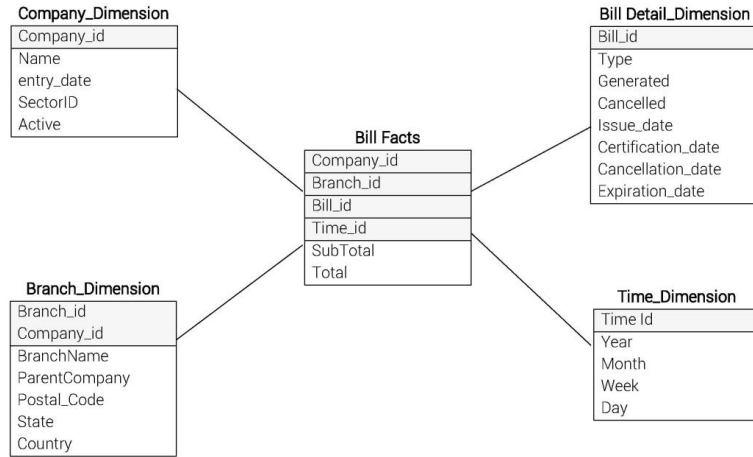 Company_Dimension
Company_id
Name
entry_date
SectorID
Active
Bill Detail_Dimension
Bill_id
Type
Generated
Cancelled
Issue_date
Certification_date
Cancellation_date
Expiration_date
Bill Facts
Company_id
Branch_id
Bill_id
Time_id
SubTotal
Total
Branch_Dimension
Branch_id
Company_id
BranchName
ParentCompany
Postal_Code
State
Country
Time_Dimension
Time Id
Year
Month
Week
Day